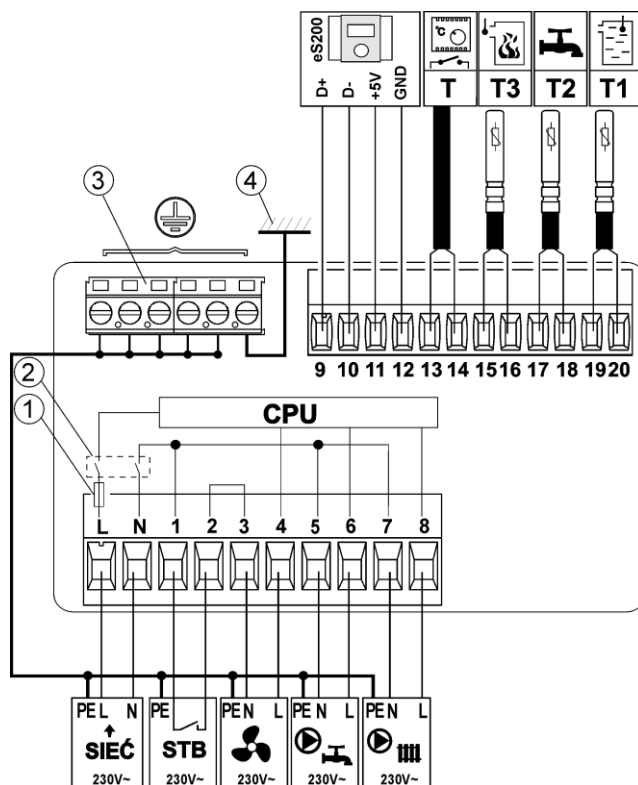 eS200
D+ D- +5V GND
°C
T T3 T2 T1
3 4
9 10 11 12 13 14 15 16 17 18 19 20
2
1
CPU
L N 1 2 3 4 5 6 7 8
PE L N PE PE N L PE N L PE N L
SIEĆ STB
230V~ 230V~ 230V~ 230V~ 230V~